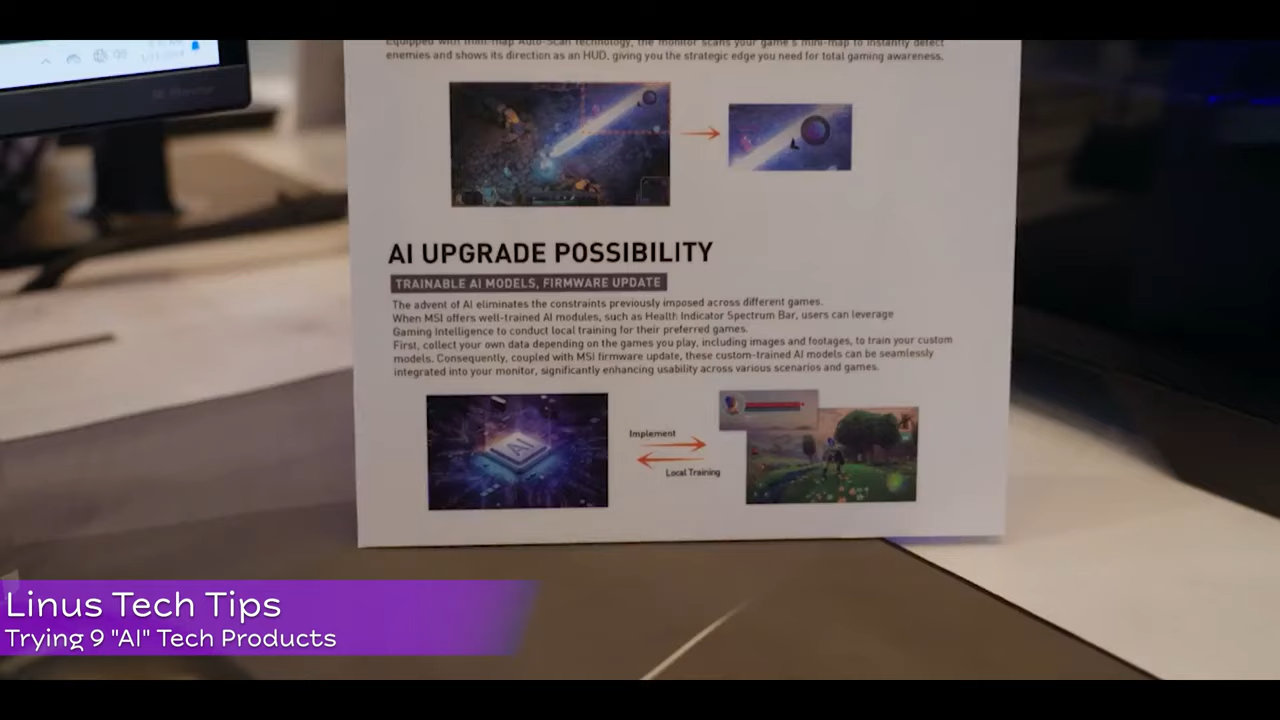 Equipped with mini-map Auto-Scan Technology, the monitor scans your game's mini-map to instantly detect
enemies and shows its direction as an HUD, giving you the strategic edge you need for total gaming awareness.
AI UPGRADE POSSIBILITY
TRAINABLE AI MODELS, FIRMWARE UPDATE
The advent of AI eliminates the constraints previously imposed across different games.
When MSI offers well-trained AI modules, such as Health Indicator Spectrum Bar, users can leverage
Gaming Intelligence to conduct local training for their preferred games.
First, collect your own data depending on the games you play, including images and footages, to train your custom
models. Consequently, coupled with MSI firmware update, these custom-trained AI models can be seamlessly
integrated into your monitor, significantly enhancing usability across various scenarios and games.
AI
Implement
Local Training
Linus Tech Tips
Trying 9 "AI" Tech Products